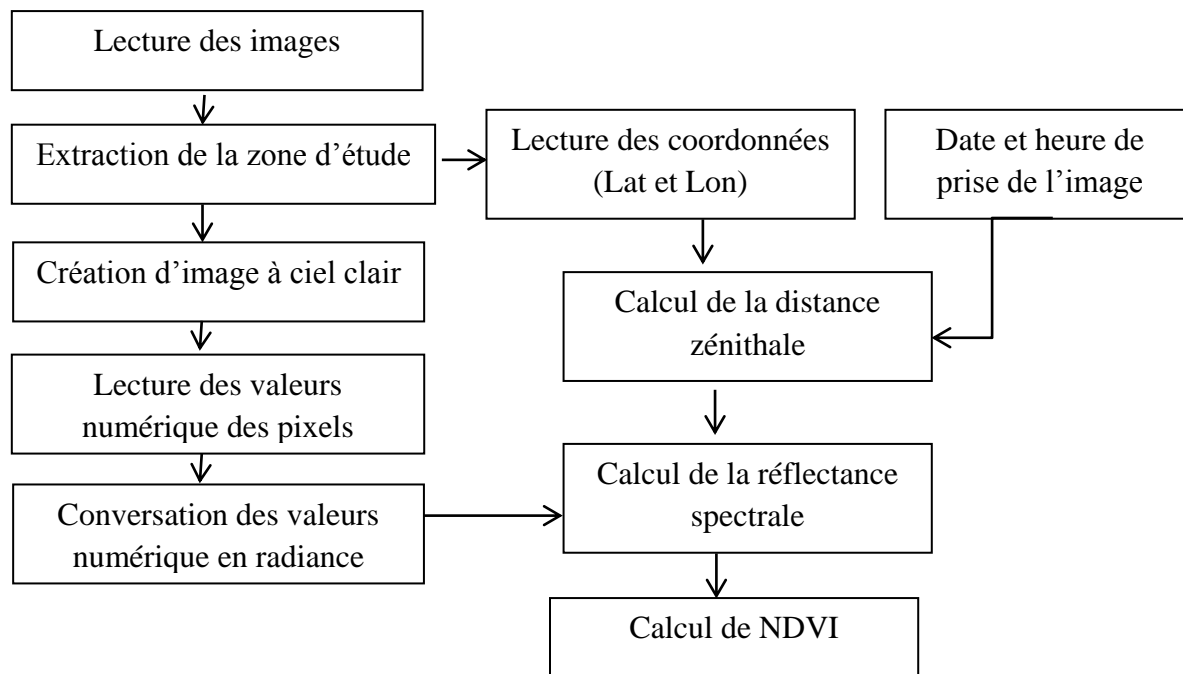 Lecture des images
Extraction de la zone d’étude
Lecture des coordonnées
(Lat et Lon)
Date et heure de
prise de l’image
Création d’image à ciel clair
Calcul de la distance
zénithale
Lecture des valeurs
numérique des pixels
Calcul de la réflectance
spectrale
Conversation des valeurs
numérique en radiance
Calcul de NDVI